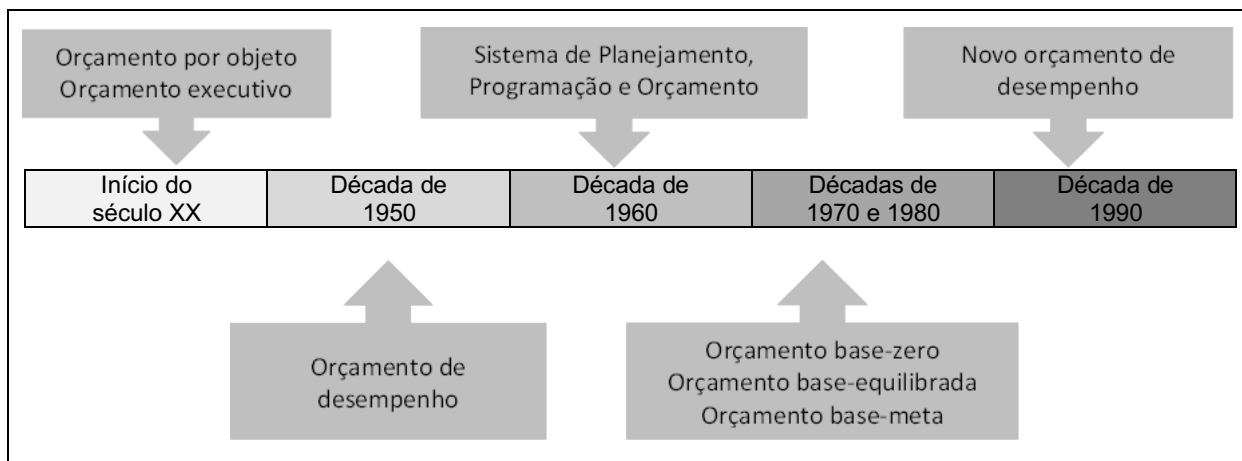 Orçamento por objeto
Orçamento executivo
Sistema de Planejamento,
Programação e Orçamento
Novo orçamento de
desempenho
Início do
século XX
Década de
1950
Década de
1960
Décadas de
1970 e 1980
Década de
1990
Orçamento de
desempenho
Orçamento base-zero
Orçamento base-equilibrada
Orçamento base-meta